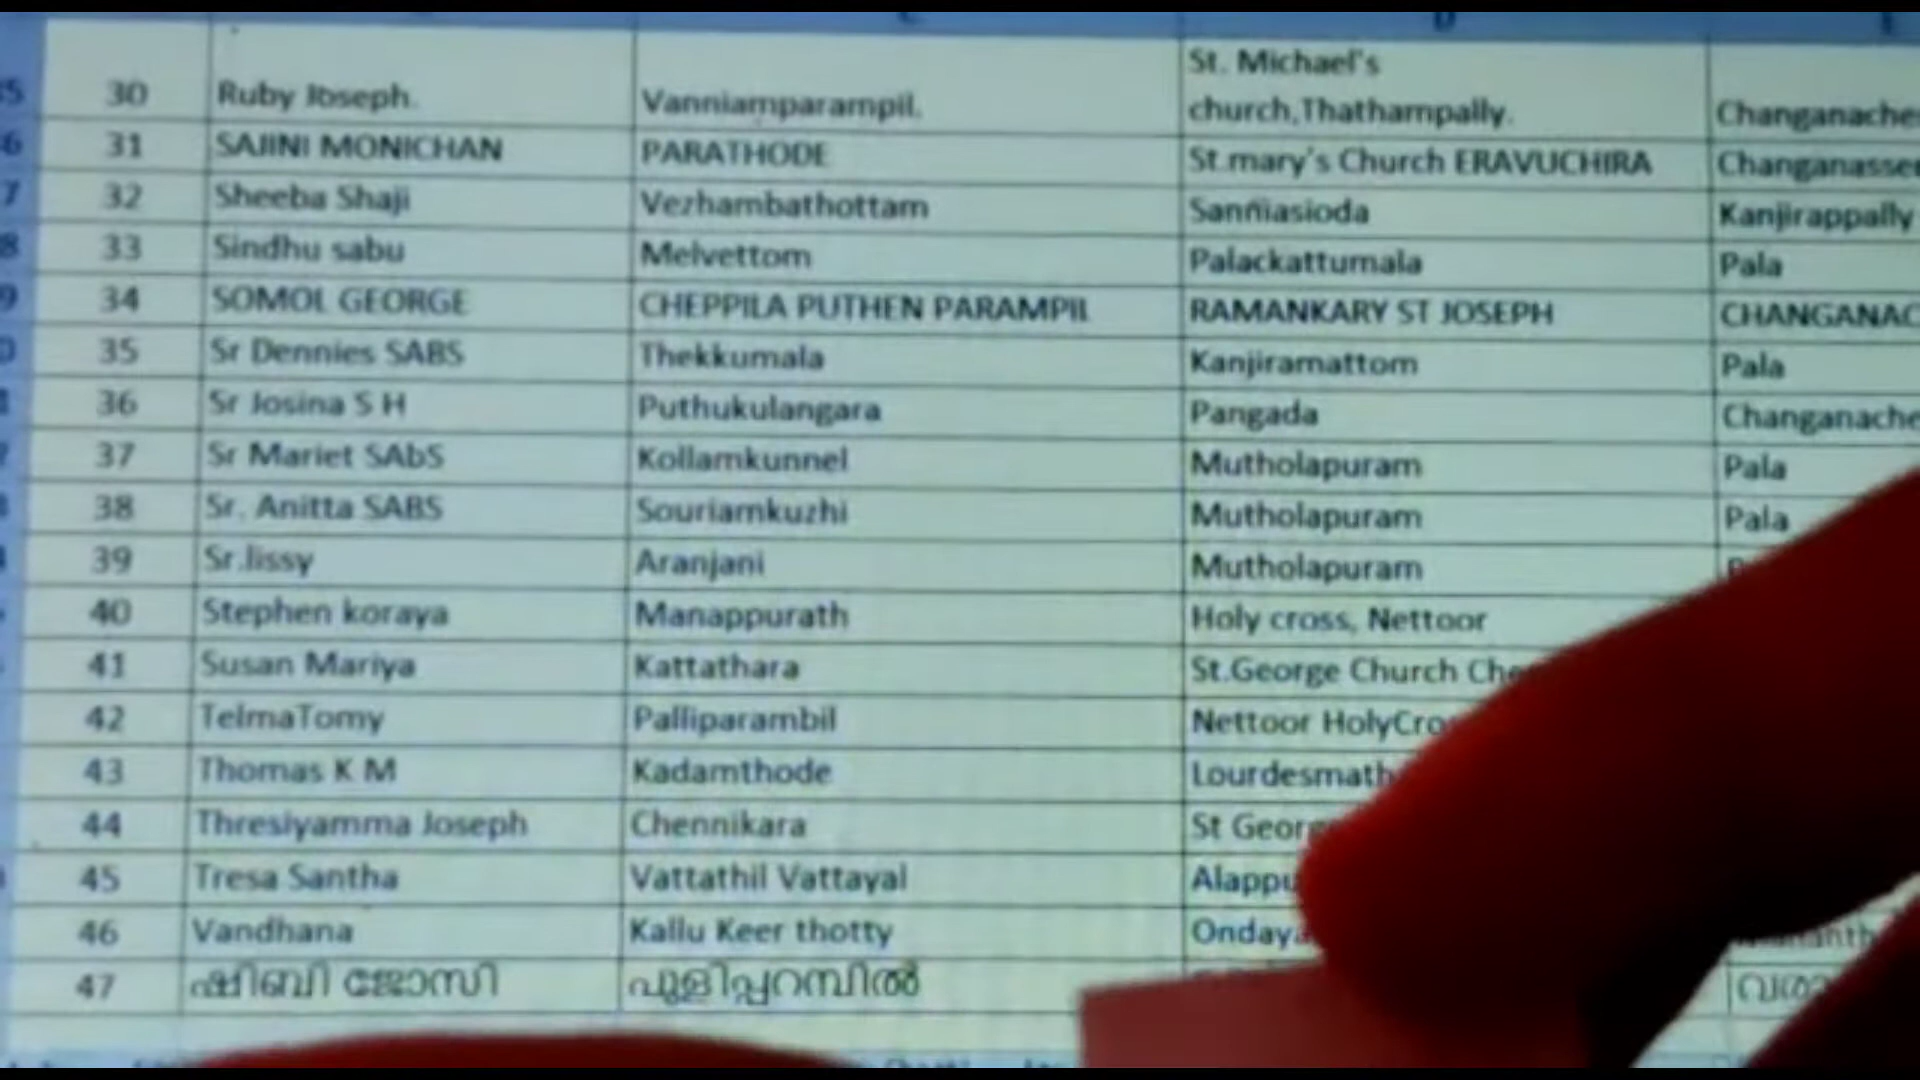 St. Michael's
30 Ruby Joseph. Vanniamparampil. church,Thathampally.
31 SAJINI MONICHAN PARATHODE St.mary's Church ERAVUCHIRA
32 Sheeba Shaji Vezhambathottam Sanniasioda Kanjirappally
33 Sindhu sabu Melvettom Palackattumala Pala
34 SOMOL GEORGE CHEPPILA PUTHEN PARAMPIL RAMANKARY ST JOSEPH
35 Sr Dennies SABS Thekkumala Kanjiramattom Pala
36 Sr Josina S H Puthukulangara Pangada
37 Sr Mariet SAbS Kollamkunnel Mutholapuram Pala
38 Sr. Anitta SABS Souriamkuzhi Mutholapuram Pala
39 Sr.lissy Aranjani Mutholapuram
40 Stephen koraya Manappurath Holy cross, Nettoor
41 Susan Mariya Kattathara St.George Church
42 TelmaTomy Palliparambil Nettoor
43 Thomas K M Kadamthode
44 Thresiyamma Joseph Chennikara St
45 Tresa Santha Vattathil Vattayal
46 Vandhana Kallu Keer thotty
47 ഷിബി ജോസി പുളിപ്പറമ്പിൽ